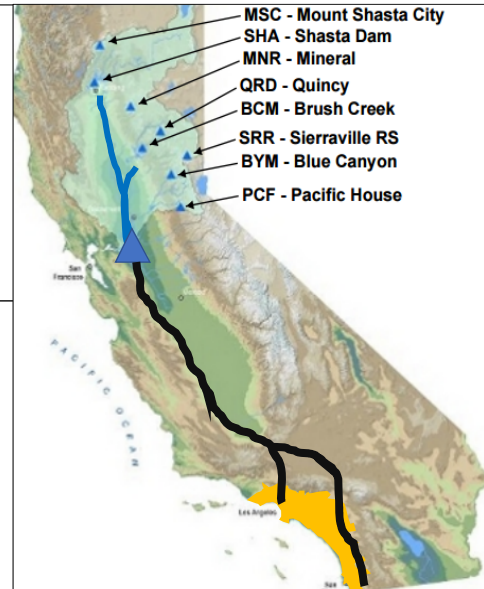 MSC - Mount Shasta City
SHA - Shasta Dam
MNR - Mineral
QRD - Quincy
BCM - Brush Creek
SRR - Sierraville RS
BYM - Blue Canyon
PCF - Pacific House
San
Francisco
PACIFIC OCEAN
Los Angeles
San